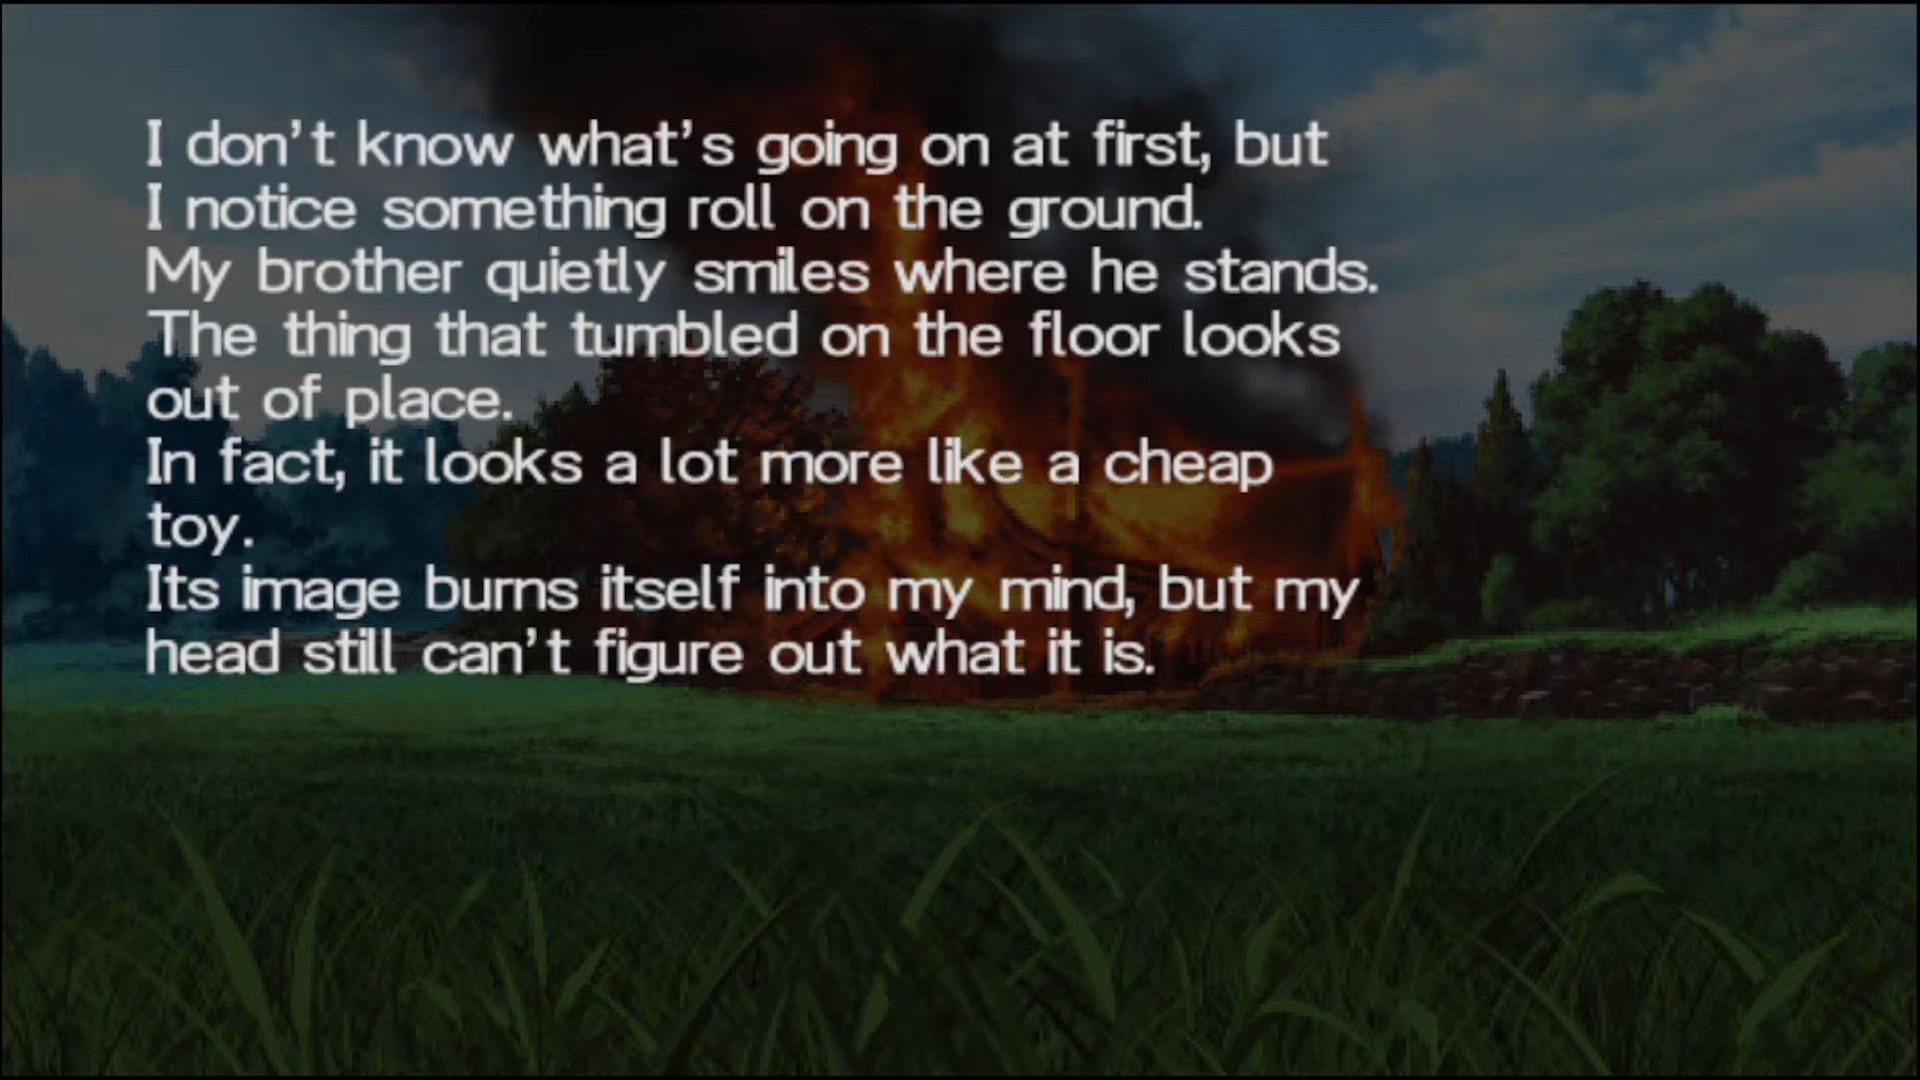 I don't know what's going on at first, but
I notice something roll on the ground.
My brother quietly smiles where he stands.
The thing that tumbled on the floor looks
out of place.
In fact, it looks a lot more like a cheap
toy.
Its image burns itself into my mind, but my
head still can't figure out what it is.